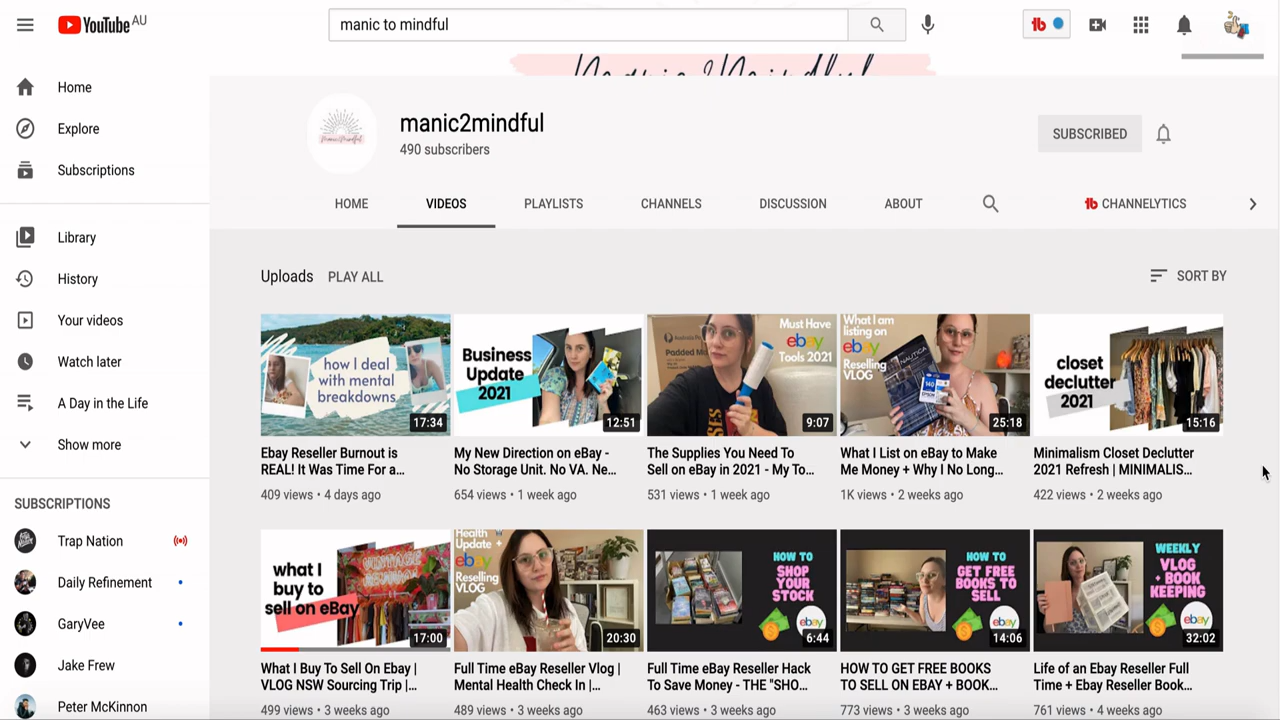 YouTube AU
manic to mindful
Home
Explore
Subscriptions
Library
History
Your videos
Watch later
A Day in the Life
Show more
SUBSCRIPTIONS
Trap Nation
Daily Refinement
GaryVee
Jake Frew
Peter McKinnon
manic2mindful
490 subscribers
SUBSCRIBED
HOME VIDEOS PLAYLISTS CHANNELS DISCUSSION ABOUT CHANNELYTICS
Uploads PLAY ALL SORT BY
how I deal
with mental
breakdowns
17:34
Ebay Reseller Burnout is
REAL! It Was Time For a...
409 views • 4 days ago
Business
Update
2021
12:51
My New Direction on eBay -
No Storage Unit. No VA. Ne...
654 views • 1 week ago
Must Have
ebay
Tools 2021
9:07
The Supplies You Need To
Sell on eBay in 2021 - My To...
531 views • 1 week ago
What I am
listing on
ebay
Reselling
VLOG
NAUTICA
140
25:18
What I List on eBay to Make
Me Money + Why I No Long...
1K views • 2 weeks ago
closet
declutter
2021
15:16
Minimalism Closet Declutter
2021 Refresh | MINIMALIS...
422 views • 2 weeks ago
what I
buy to
sell on eBay
17:00
What I Buy To Sell On Ebay |
VLOG NSW Sourcing Trip |...
499 views • 3 weeks ago
Health
Update +
ebay
Reselling
VLOG
20:30
Full Time eBay Reseller Vlog |
Mental Health Check In |...
489 views • 3 weeks ago
HOW TO
SHOP
YOUR
STOCK
ebay
6:44
Full Time eBay Reseller Hack
To Save Money - THE "SHO...
463 views • 3 weeks ago
HOW TO
GET FREE
BOOKS TO
SELL
ebay
14:06
HOW TO GET FREE BOOKS
TO SELL ON EBAY + BOOK...
773 views • 3 weeks ago
WEEKLY
VLOG
+ BOOK
KEEPING
ebay
32:02
Life of an Ebay Reseller Full
Time + Ebay Reseller Book...
761 views • 4 weeks ago